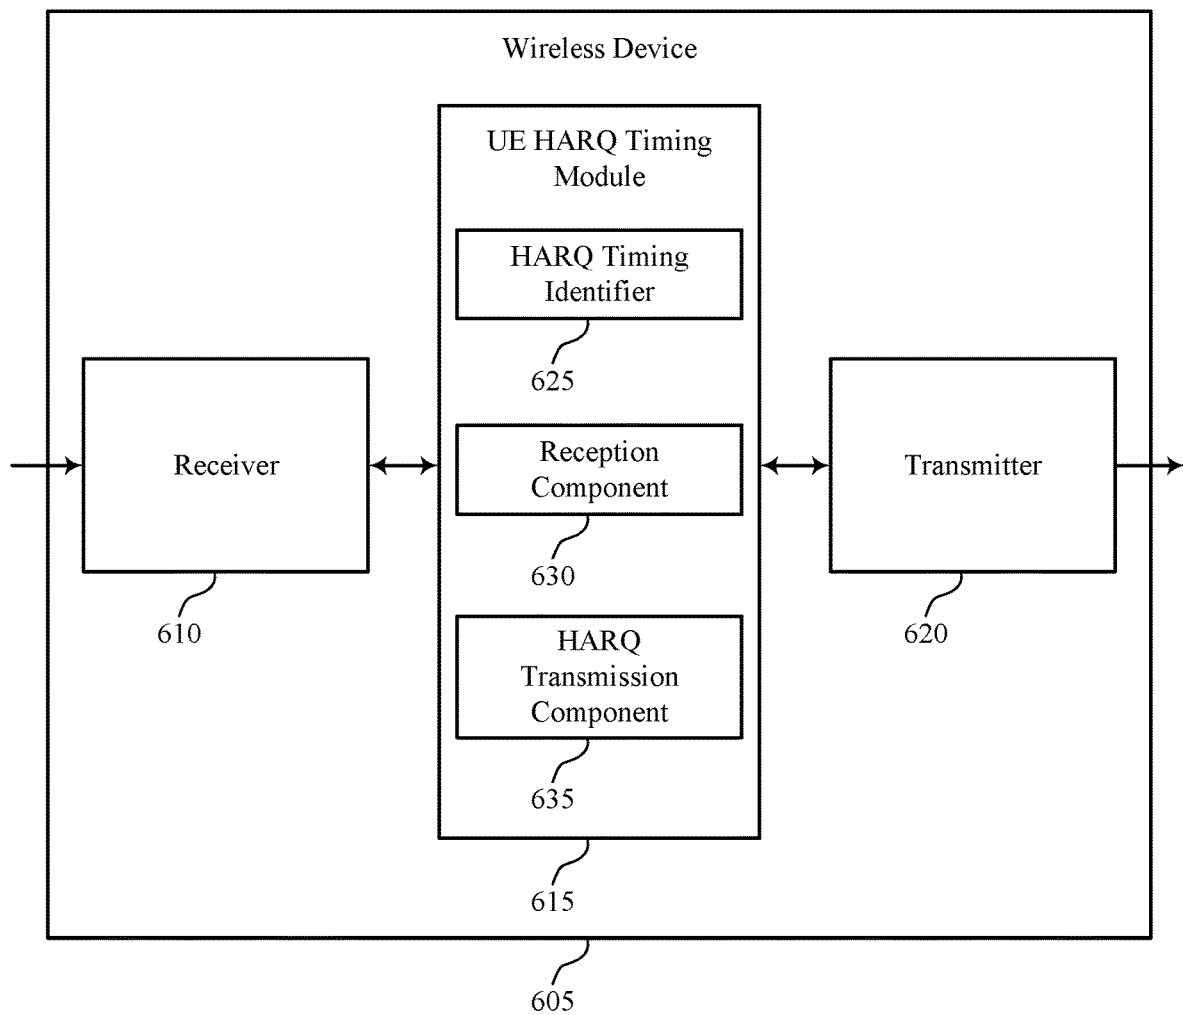 Wireless Device
UE HARQ Timing
Module
HARQ Timing
Identifier
625
Receiver
610
Reception
Component
630
Transmitter
620
HARQ
Transmission
Component
635
615
605